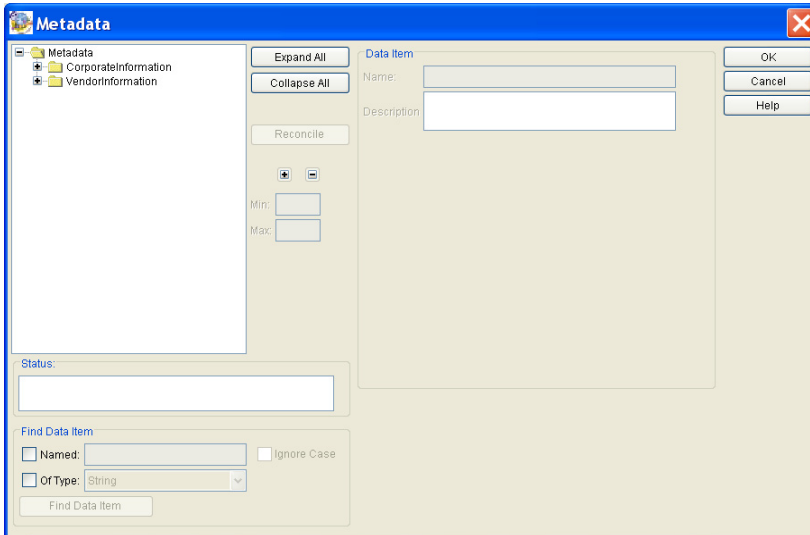 Metadata
Metadata
CorporateInformation
VendorInformation
Expand All
Collapse All
Reconcile
Min:
Max:
Data Item
Name:
Description
OK
Cancel
Help
Status:
Find Data Item
Named:
Ignore Case
Of Type: String
Find Data Item